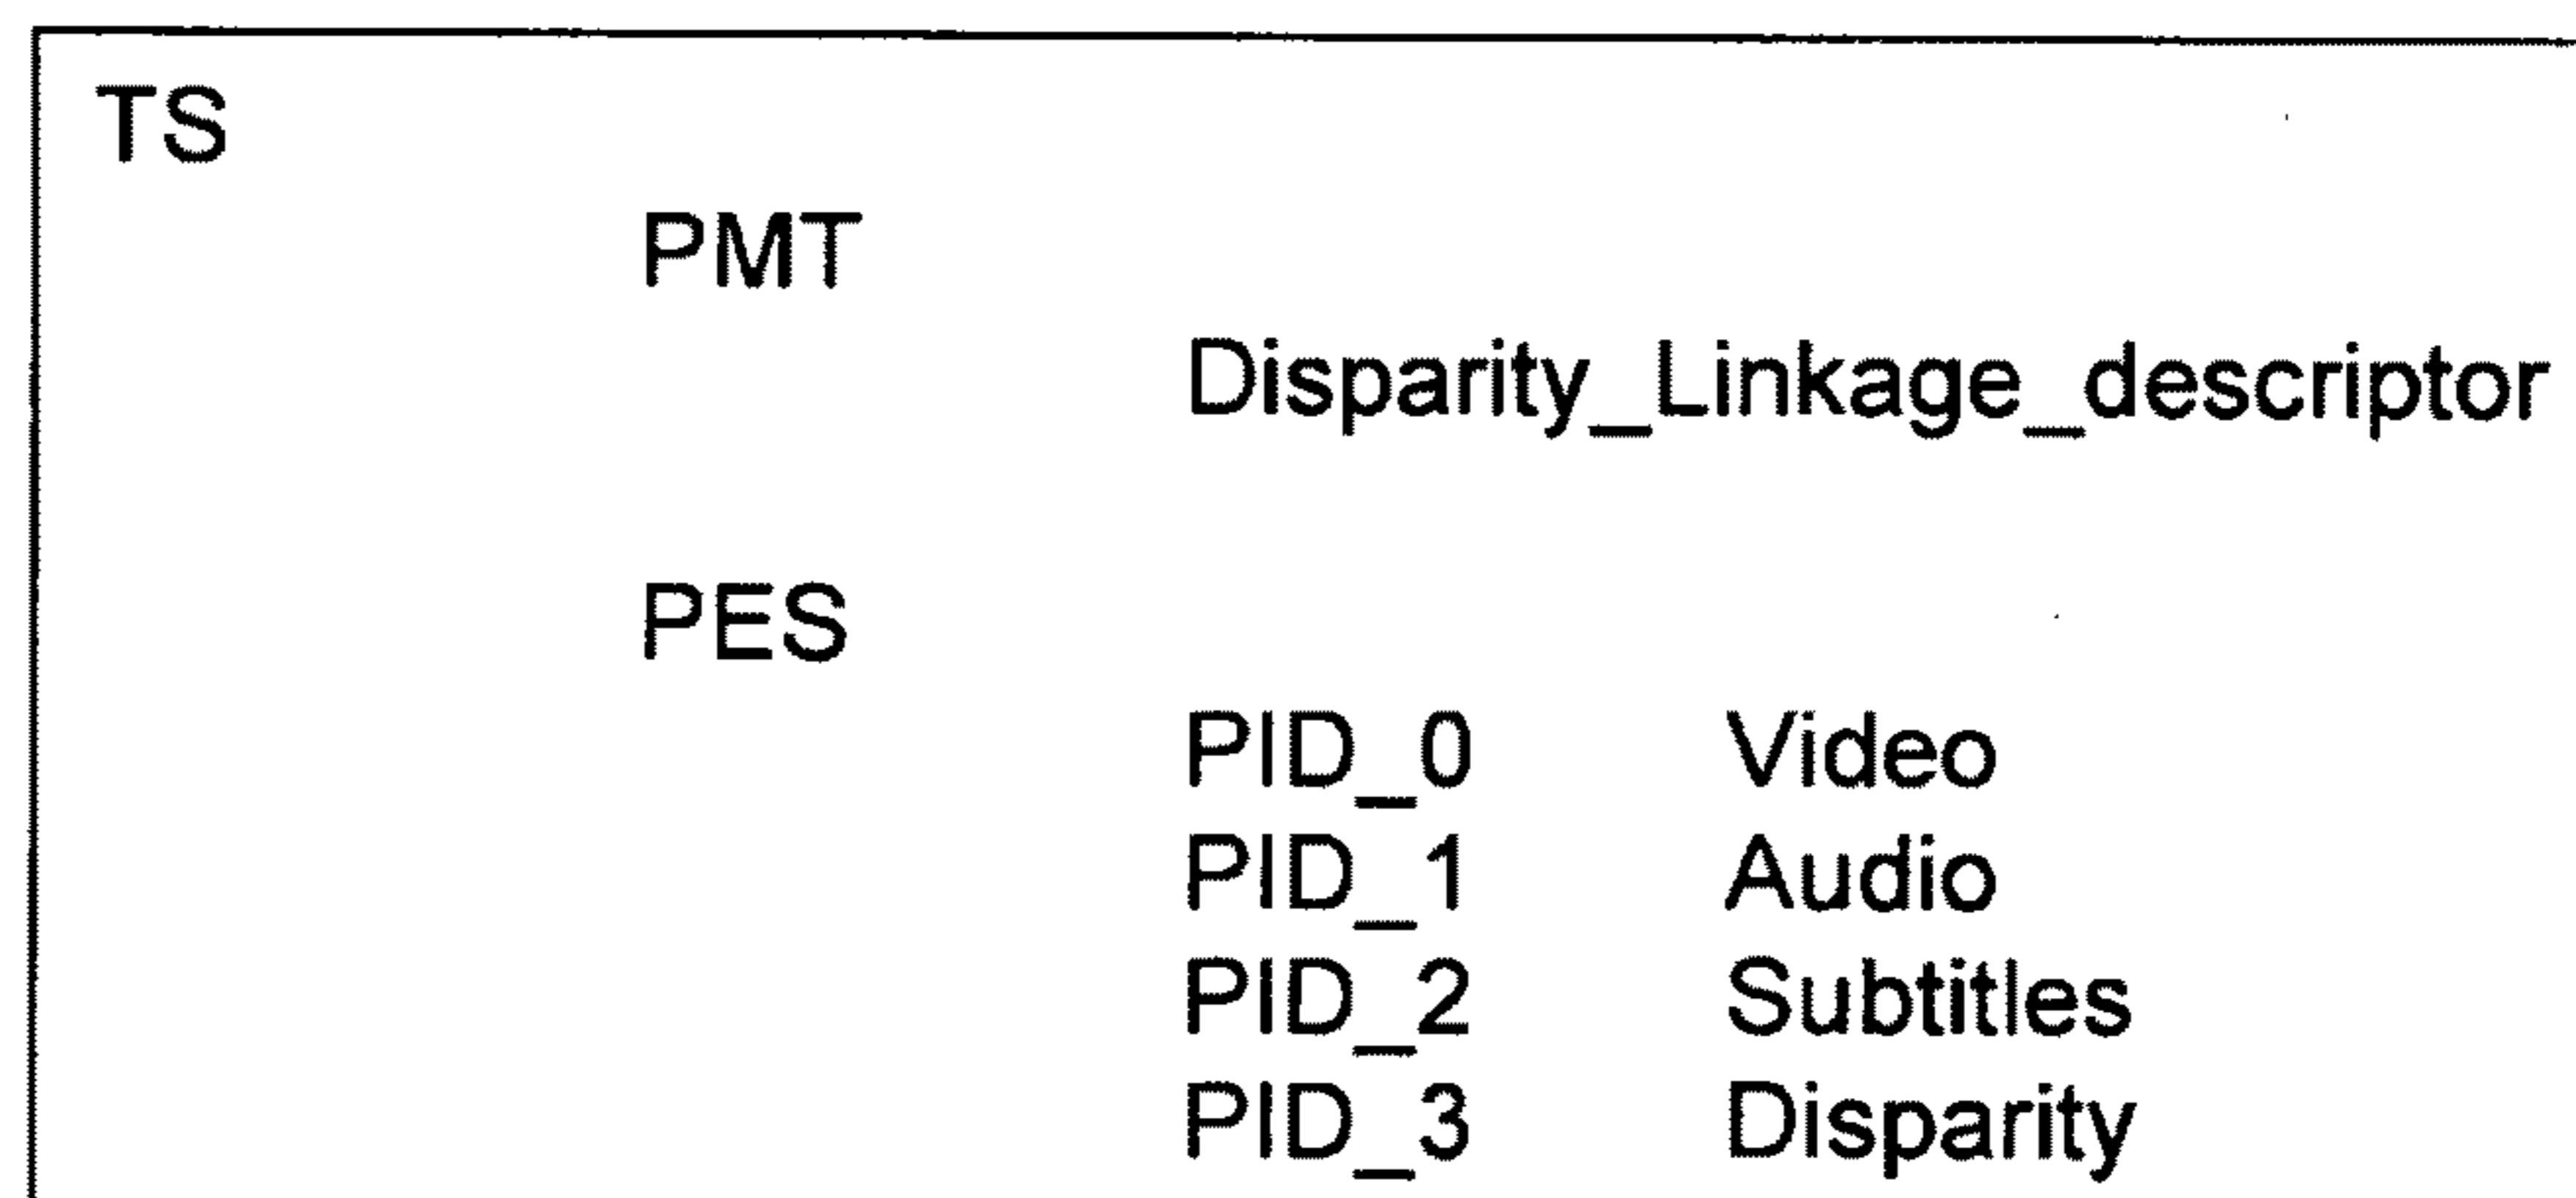 TS
PMT
Disparity_Linkage_descriptor
PES
PID_0 Video
PID_1 Audio
PID_2 Subtitles
PID_3 Disparity